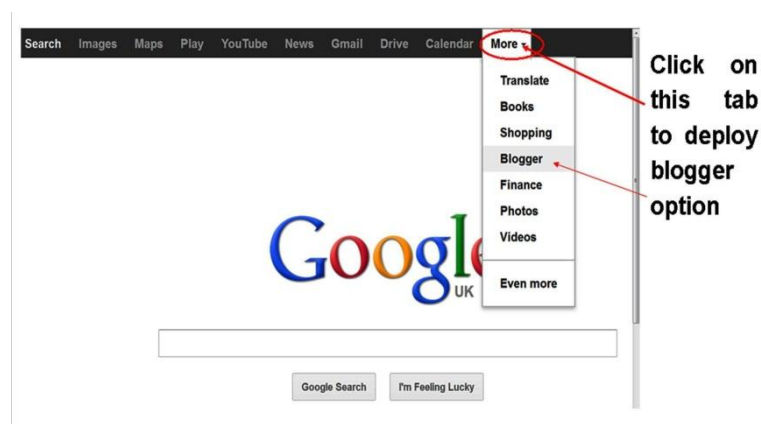 Search Images Maps Play YouTube News Gmail Drive Calendar More
Translate
Books
Shopping
Blogger
Finance
Photos
Videos
Even more
Google
UK
Google Search I'm Feeling Lucky
Click on
this tab
to deploy
blogger
option